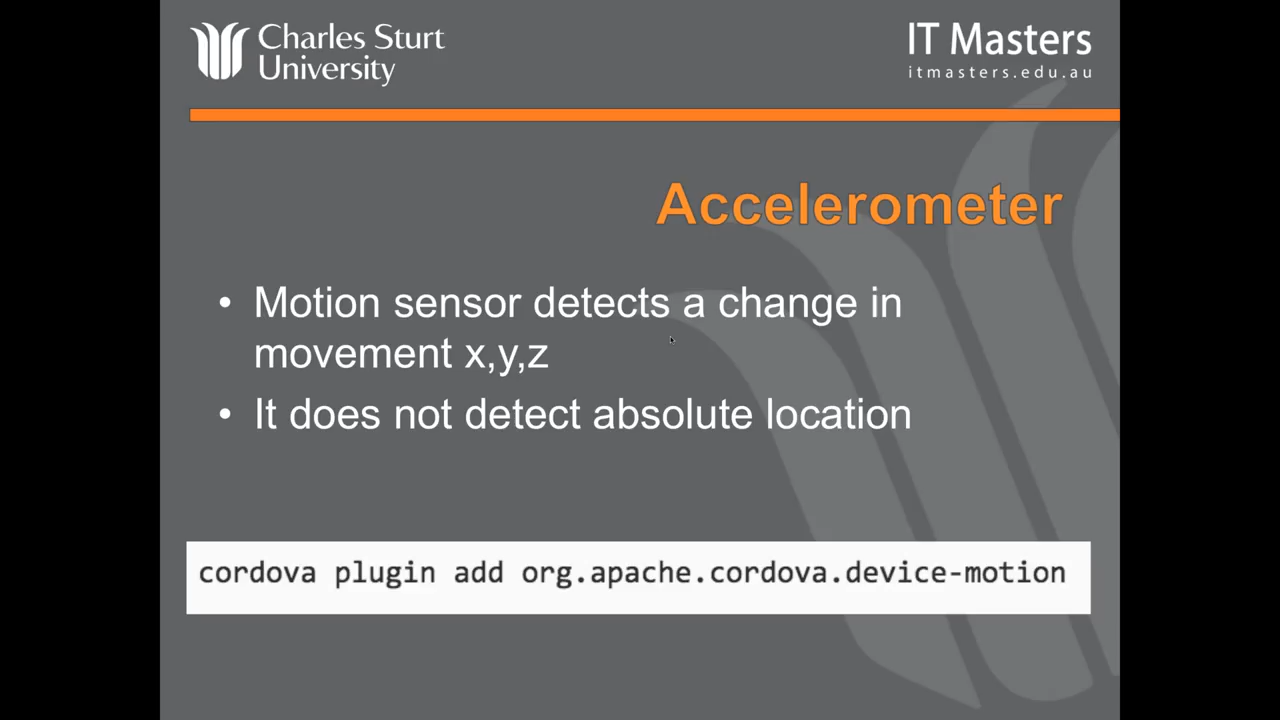 Charles Sturt
University
IT Masters
itmasters.edu.au
Accelerometer
• Motion sensor detects a change in
movement x,y,z
• It does not detect absolute location
cordova plugin add org.apache.cordova.device-motion